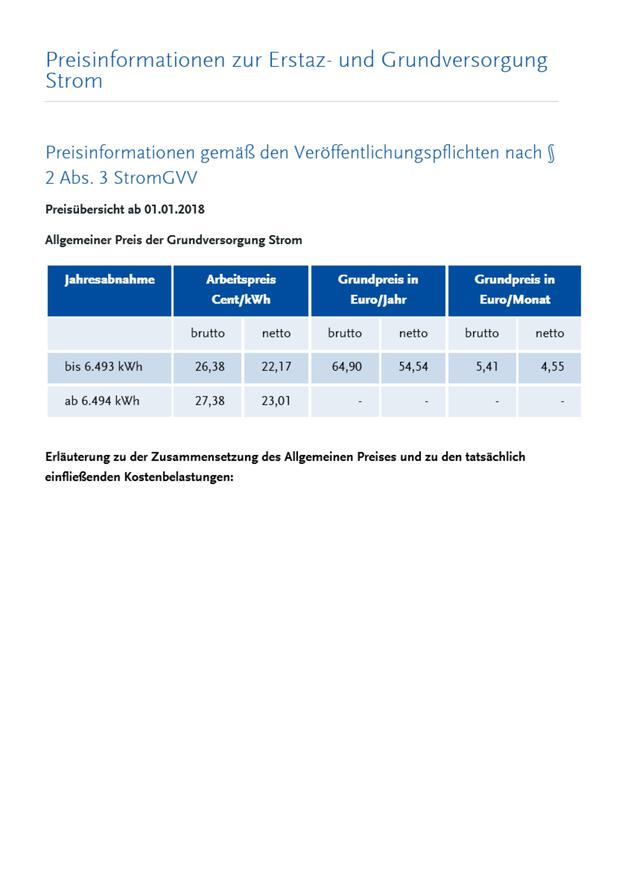 Preisinformationen zur Erstaz- und Grundversorgung
Strom
Preisinformationen gemäß den Veröffentlichungspflichten nach §
2 Abs. 3 StromGVV
Preisübersicht ab 01.01.2018
Allgemeiner Preis der Grundversorgung Strom
Jahresabnahme Arbeitspreis Grundpreis in Grundpreis in
Cent/kWh Euro/Jahr Euro/Monat
brutto netto brutto netto brutto netto
bis 6.493 kWh 26,38 22,17 64,90 54,54 5,41 4,55
ab 6.494 kWh 27,38 23,01 - - - -
Erläuterung zu der Zusammensetzung des Allgemeinen Preises und zu den tatsächlich
einfließenden Kostenbelastungen: